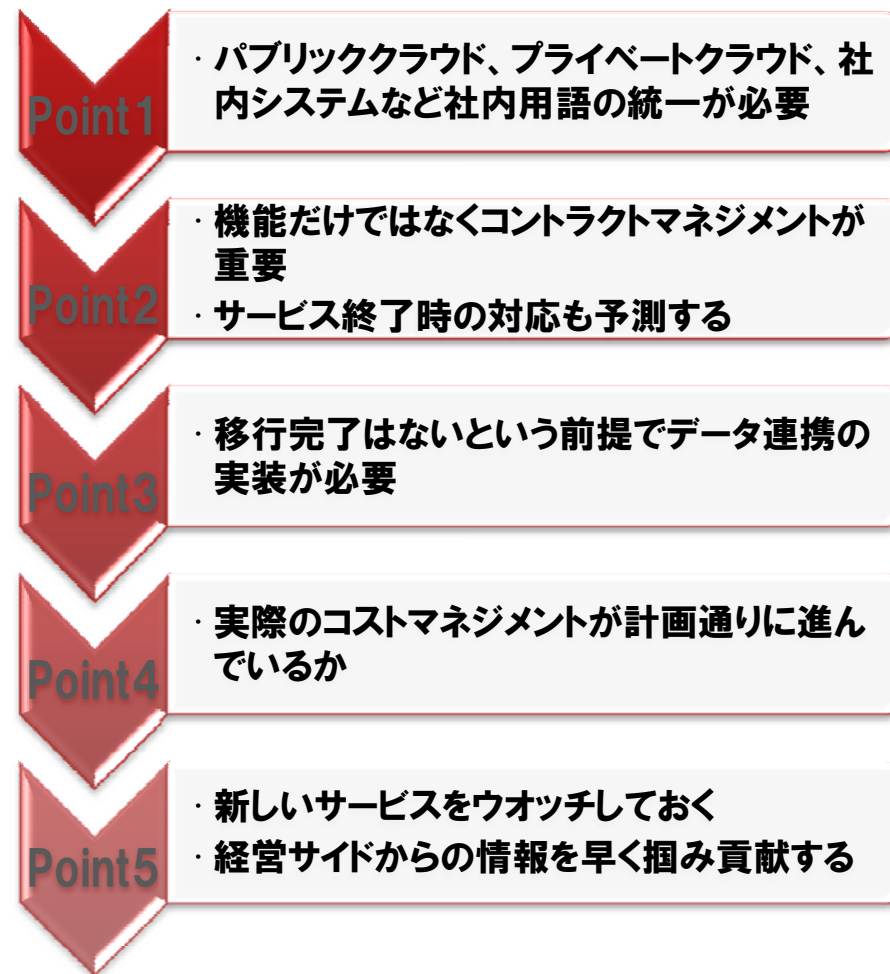 Point1
・パブリッククラウド、プライベートクラウド、社
内システムなど社内用語の統一が必要
Point2
・機能だけではなくコントラクトマネジメントが
重要
・サービス終了時の対応も予測する
Point3
・移行完了はないという前提でデータ連携の
実装が必要
Point4
・実際のコストマネジメントが計画通りに進ん
でいるか
Point5
・新しいサービスをウオッチしておく
・経営サイドからの情報を早く掴み貢献する